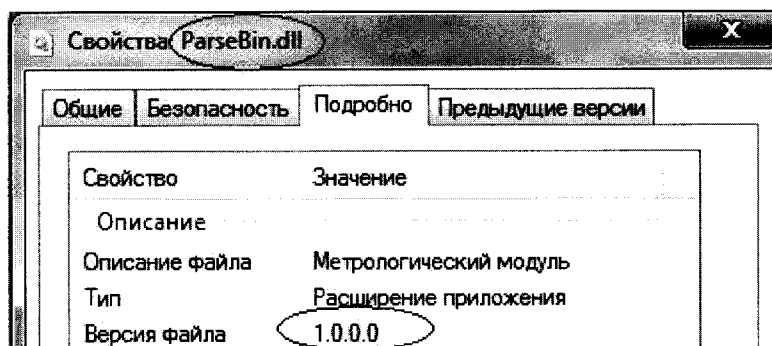 Свойства: ParseBin.dll
x
Общие Безопасность Подробно Предыдущие версии
Свойство Значение
Описание
Описание файла Метрологический модуль
Тип Расширение приложения
Версия файла 1.0.0.0